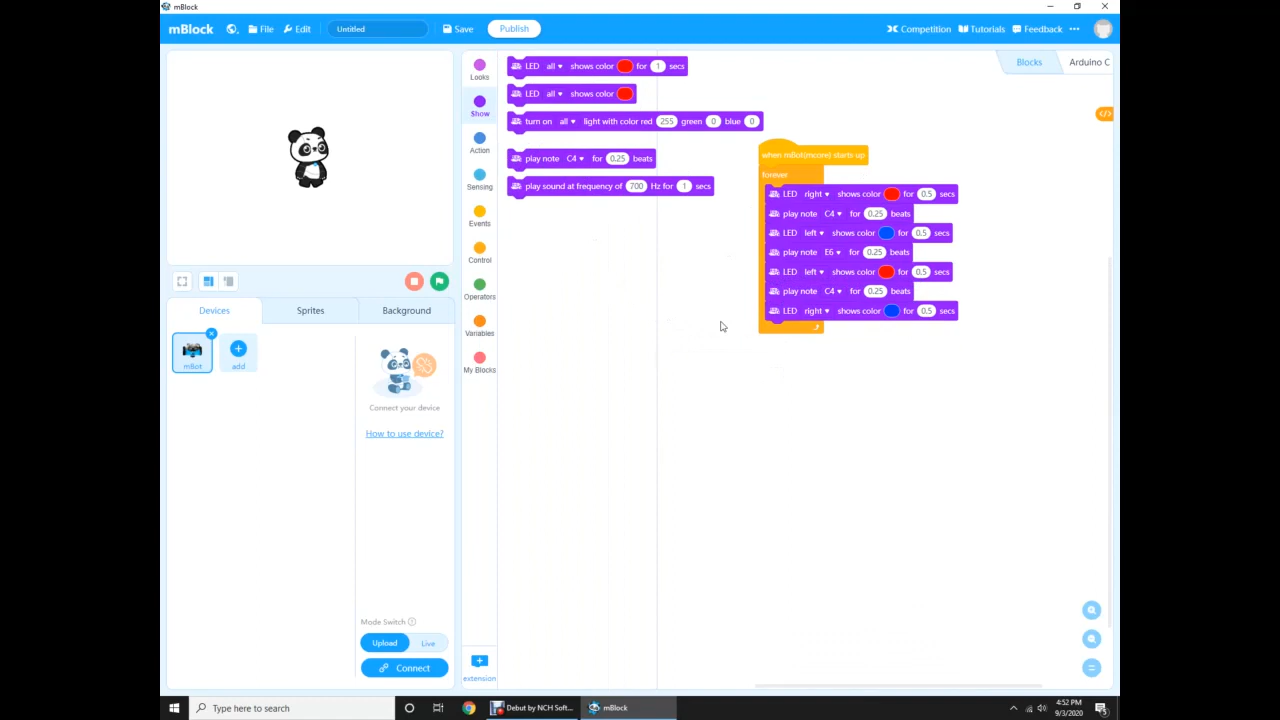 mBlock
mBlock File Edit Untitled Save Publish Competition Tutorials Feedback
Blocks Arduino C
Looks
Show
Action
Sensing
Events
Control
Operators
Variables
My Blocks
extension
LED all shows color for 1 secs
LED all shows color
turn on all light with color red 255 green 0 blue 0
play note C4 for 0.25 beats
play sound at frequency of 700 Hz for 1 secs
when mBot(mcore) starts up
forever
LED right shows color for 0.5 secs
play note C4 for 0.25 beats
LED left shows color for 0.5 secs
play note E6 for 0.25 beats
LED left shows color for 0.5 secs
play note C4 for 0.25 beats
LED right shows color for 0.5 secs
Devices Sprites Background
mBot
add
Connect your device
How to use device?
Mode Switch
Upload Live
Connect
Type here to search
Debut by NCH Soft...
mBlock
4:52 PM
9/3/2020